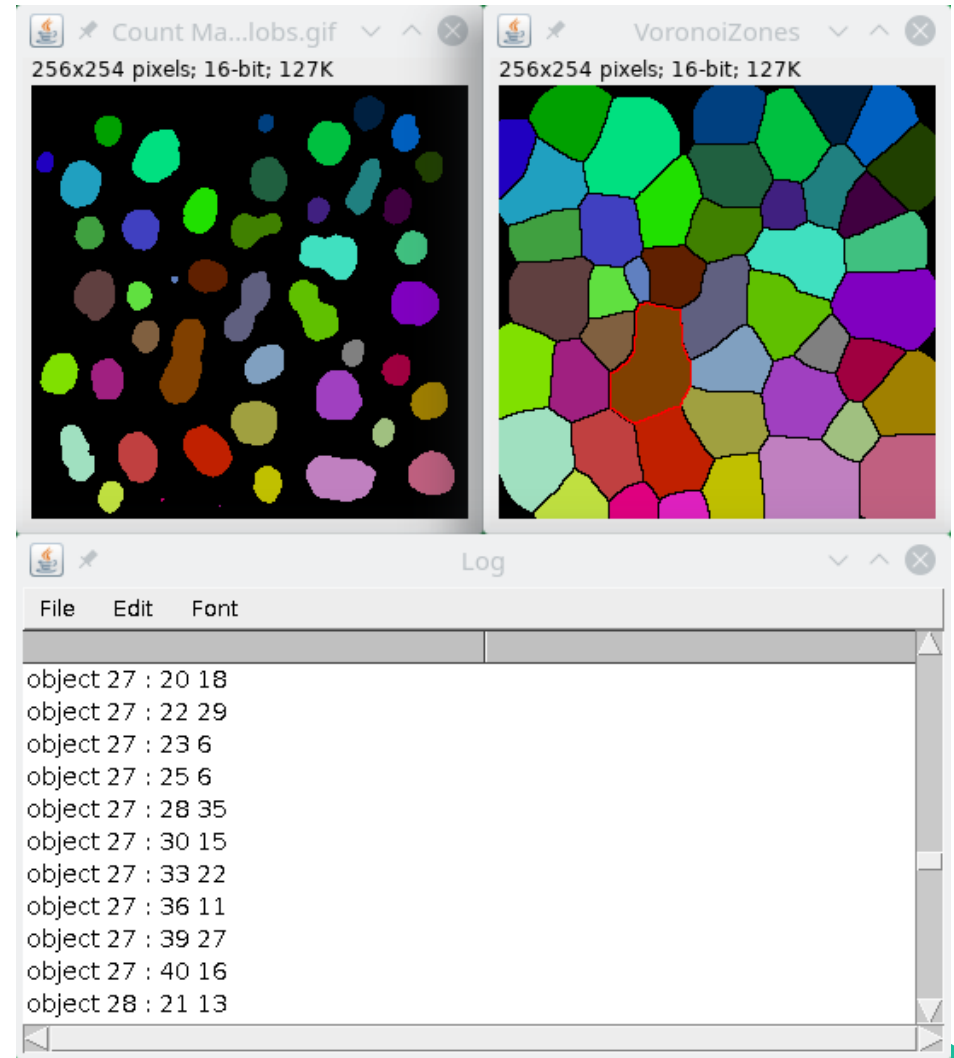 Count Ma...lobs.gif
256x254 pixels; 16-bit; 127K
VoronoiZones
256x254 pixels; 16-bit; 127K
Log
File Edit Font
object 27 : 20 18
object 27 : 22 29
object 27 : 23 6
object 27 : 25 6
object 27 : 28 35
object 27 : 30 15
object 27 : 33 22
object 27 : 36 11
object 27 : 39 27
object 27 : 40 16
object 28 : 21 13